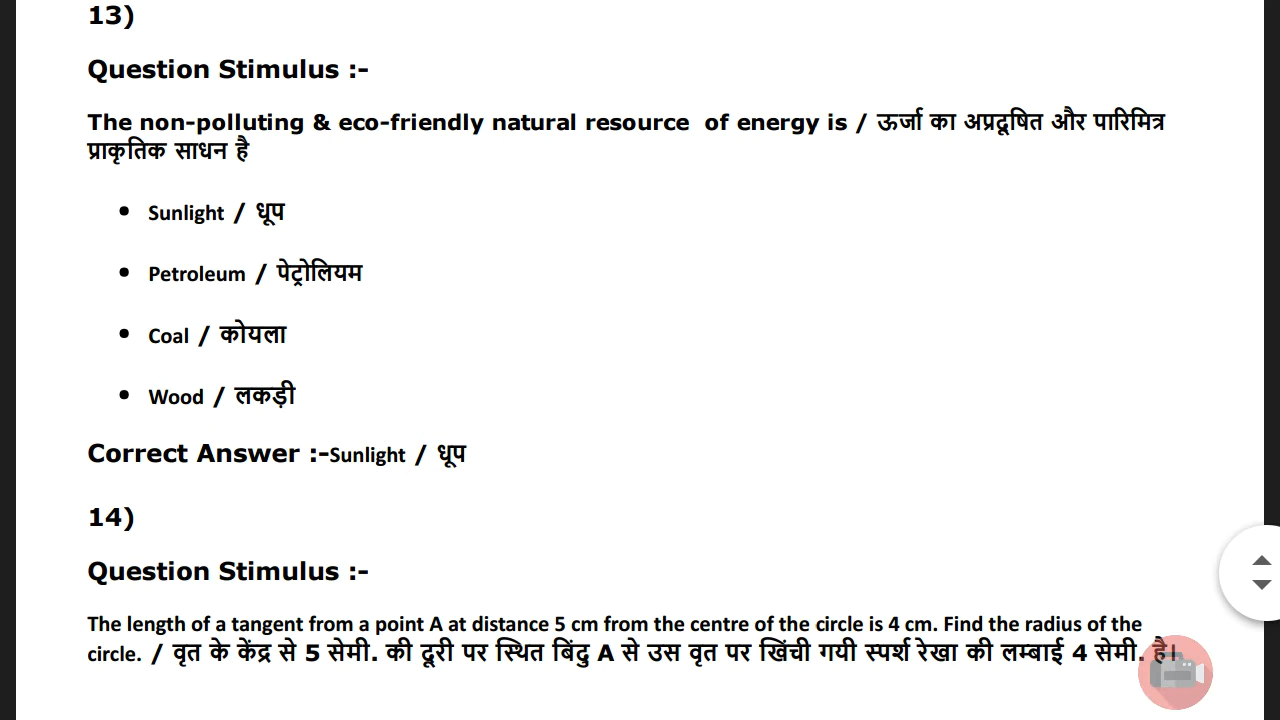 13)
Question Stimulus :-
The non-polluting & eco-friendly natural resource  of energy is / ऊर्जा का अप्रदूषित और पारिमित्र
प्राकृतिक साधन है
• Sunlight / धूप
• Petroleum / पेट्रोलियम
• Coal / कोयला
• Wood / लकड़ी
Correct Answer :-Sunlight / धूप
14)
Question Stimulus :-
The length of a tangent from a point A at distance 5 cm from the centre of the circle is 4 cm. Find the radius of the
circle. / वृत के केंद्र से 5 सेमी. की दूरी पर स्थित बिंदु A से उस वृत पर खिंची गयी स्पर्श रेखा की लम्बाई 4 सेमी. है।